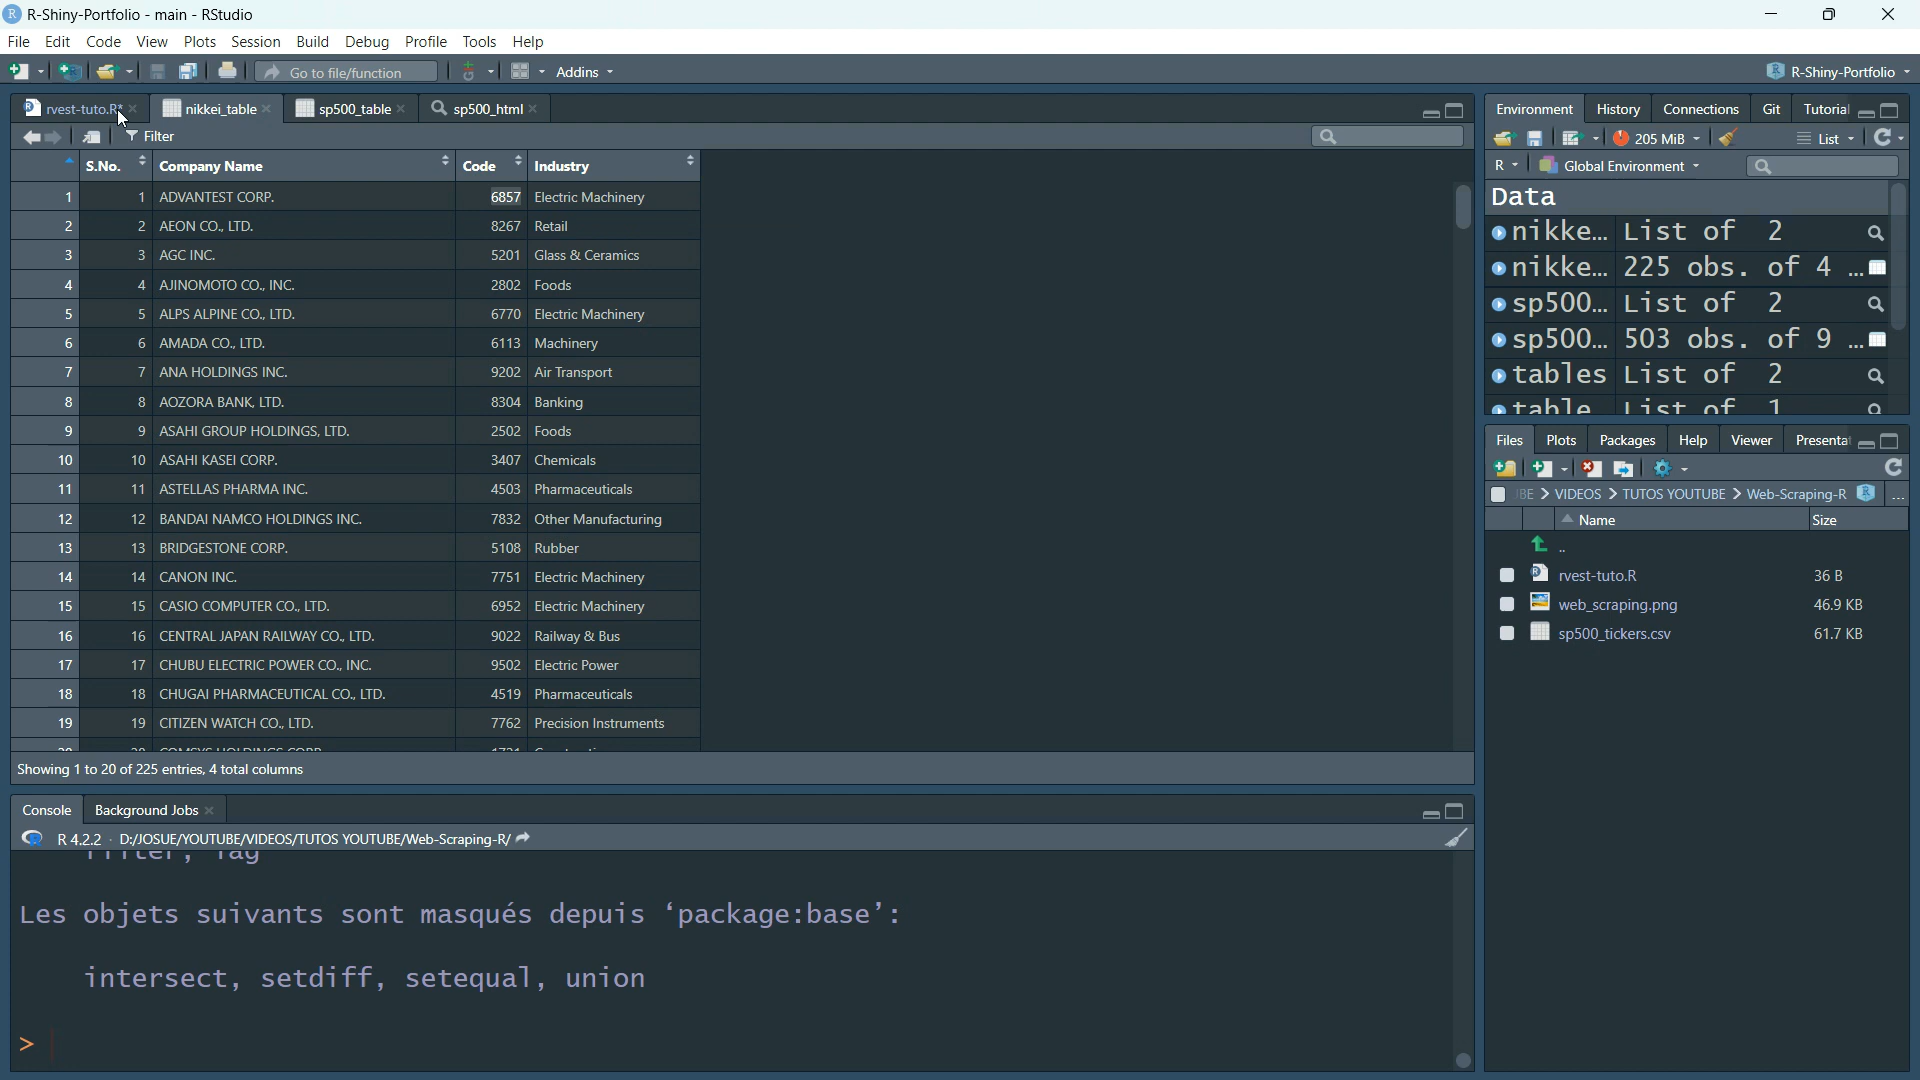 R-Shiny-Portfolio - main - RStudio
File Edit Code View Plots Session Build Debug Profile Tools Help
Go to file/function Addins R-Shiny-Portfolio
rvest-tuto.R* nikkei_table sp500_table sp500_html
Filter
S.No. Company Name Code Industry
1 1 ADVANTEST CORP. 6857 Electric Machinery
2 2 AEON CO., LTD. 8267 Retail
3 3 AGC INC. 5201 Glass & Ceramics
4 4 AJINOMOTO CO., INC. 2802 Foods
5 5 ALPS ALPINE CO., LTD. 6770 Electric Machinery
6 6 AMADA CO., LTD. 6113 Machinery
7 7 ANA HOLDINGS INC. 9202 Air Transport
8 8 AOZORA BANK, LTD. 8304 Banking
9 9 ASAHI GROUP HOLDINGS, LTD. 2502 Foods
10 10 ASAHI KASEI CORP. 3407 Chemicals
11 11 ASTELLAS PHARMA INC. 4503 Pharmaceuticals
12 12 BANDAI NAMCO HOLDINGS INC. 7832 Other Manufacturing
13 13 BRIDGESTONE CORP. 5108 Rubber
14 14 CANON INC. 7751 Electric Machinery
15 15 CASIO COMPUTER CO., LTD. 6952 Electric Machinery
16 16 CENTRAL JAPAN RAILWAY CO., LTD. 9022 Railway & Bus
17 17 CHUBU ELECTRIC POWER CO., INC. 9502 Electric Power
18 18 CHUGAI PHARMACEUTICAL CO., LTD. 4519 Pharmaceuticals
19 19 CITIZEN WATCH CO., LTD. 7762 Precision Instruments
Showing 1 to 20 of 225 entries, 4 total columns
Console Background Jobs
R 4.2.2 · D:/JOSUE/YOUTUBE/VIDEOS/TUTOS YOUTUBE/Web-Scraping-R/
filter, lag
Les objets suivants sont masqués depuis ‘package:base’:
intersect, setdiff, setequal, union
>
Environment History Connections Git Tutorial
205 MiB List
R Global Environment
Data
nikke… List of 2
nikke… 225 obs. of 4 …
sp500… List of 2
sp500… 503 obs. of 9 …
tables List of 2
table List of 1
Files Plots Packages Help Viewer Presenta
BE > VIDEOS > TUTOS YOUTUBE > Web-Scraping-R ...
Name Size
..
rvest-tuto.R 36 B
web_scraping.png 46.9 KB
sp500_tickers.csv 61.7 KB